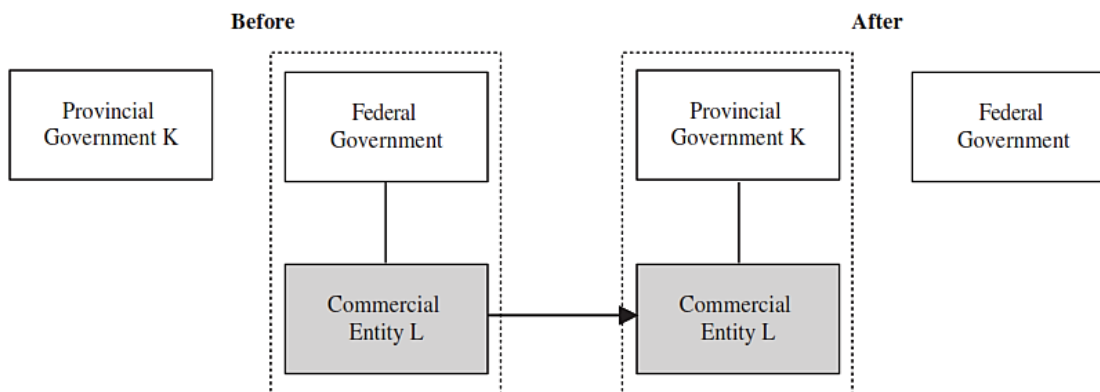 Before
After
Provincial
Government K
Federal
Government
Provincial
Government K
Federal
Government
Commercial
Entity L
Commercial
Entity L